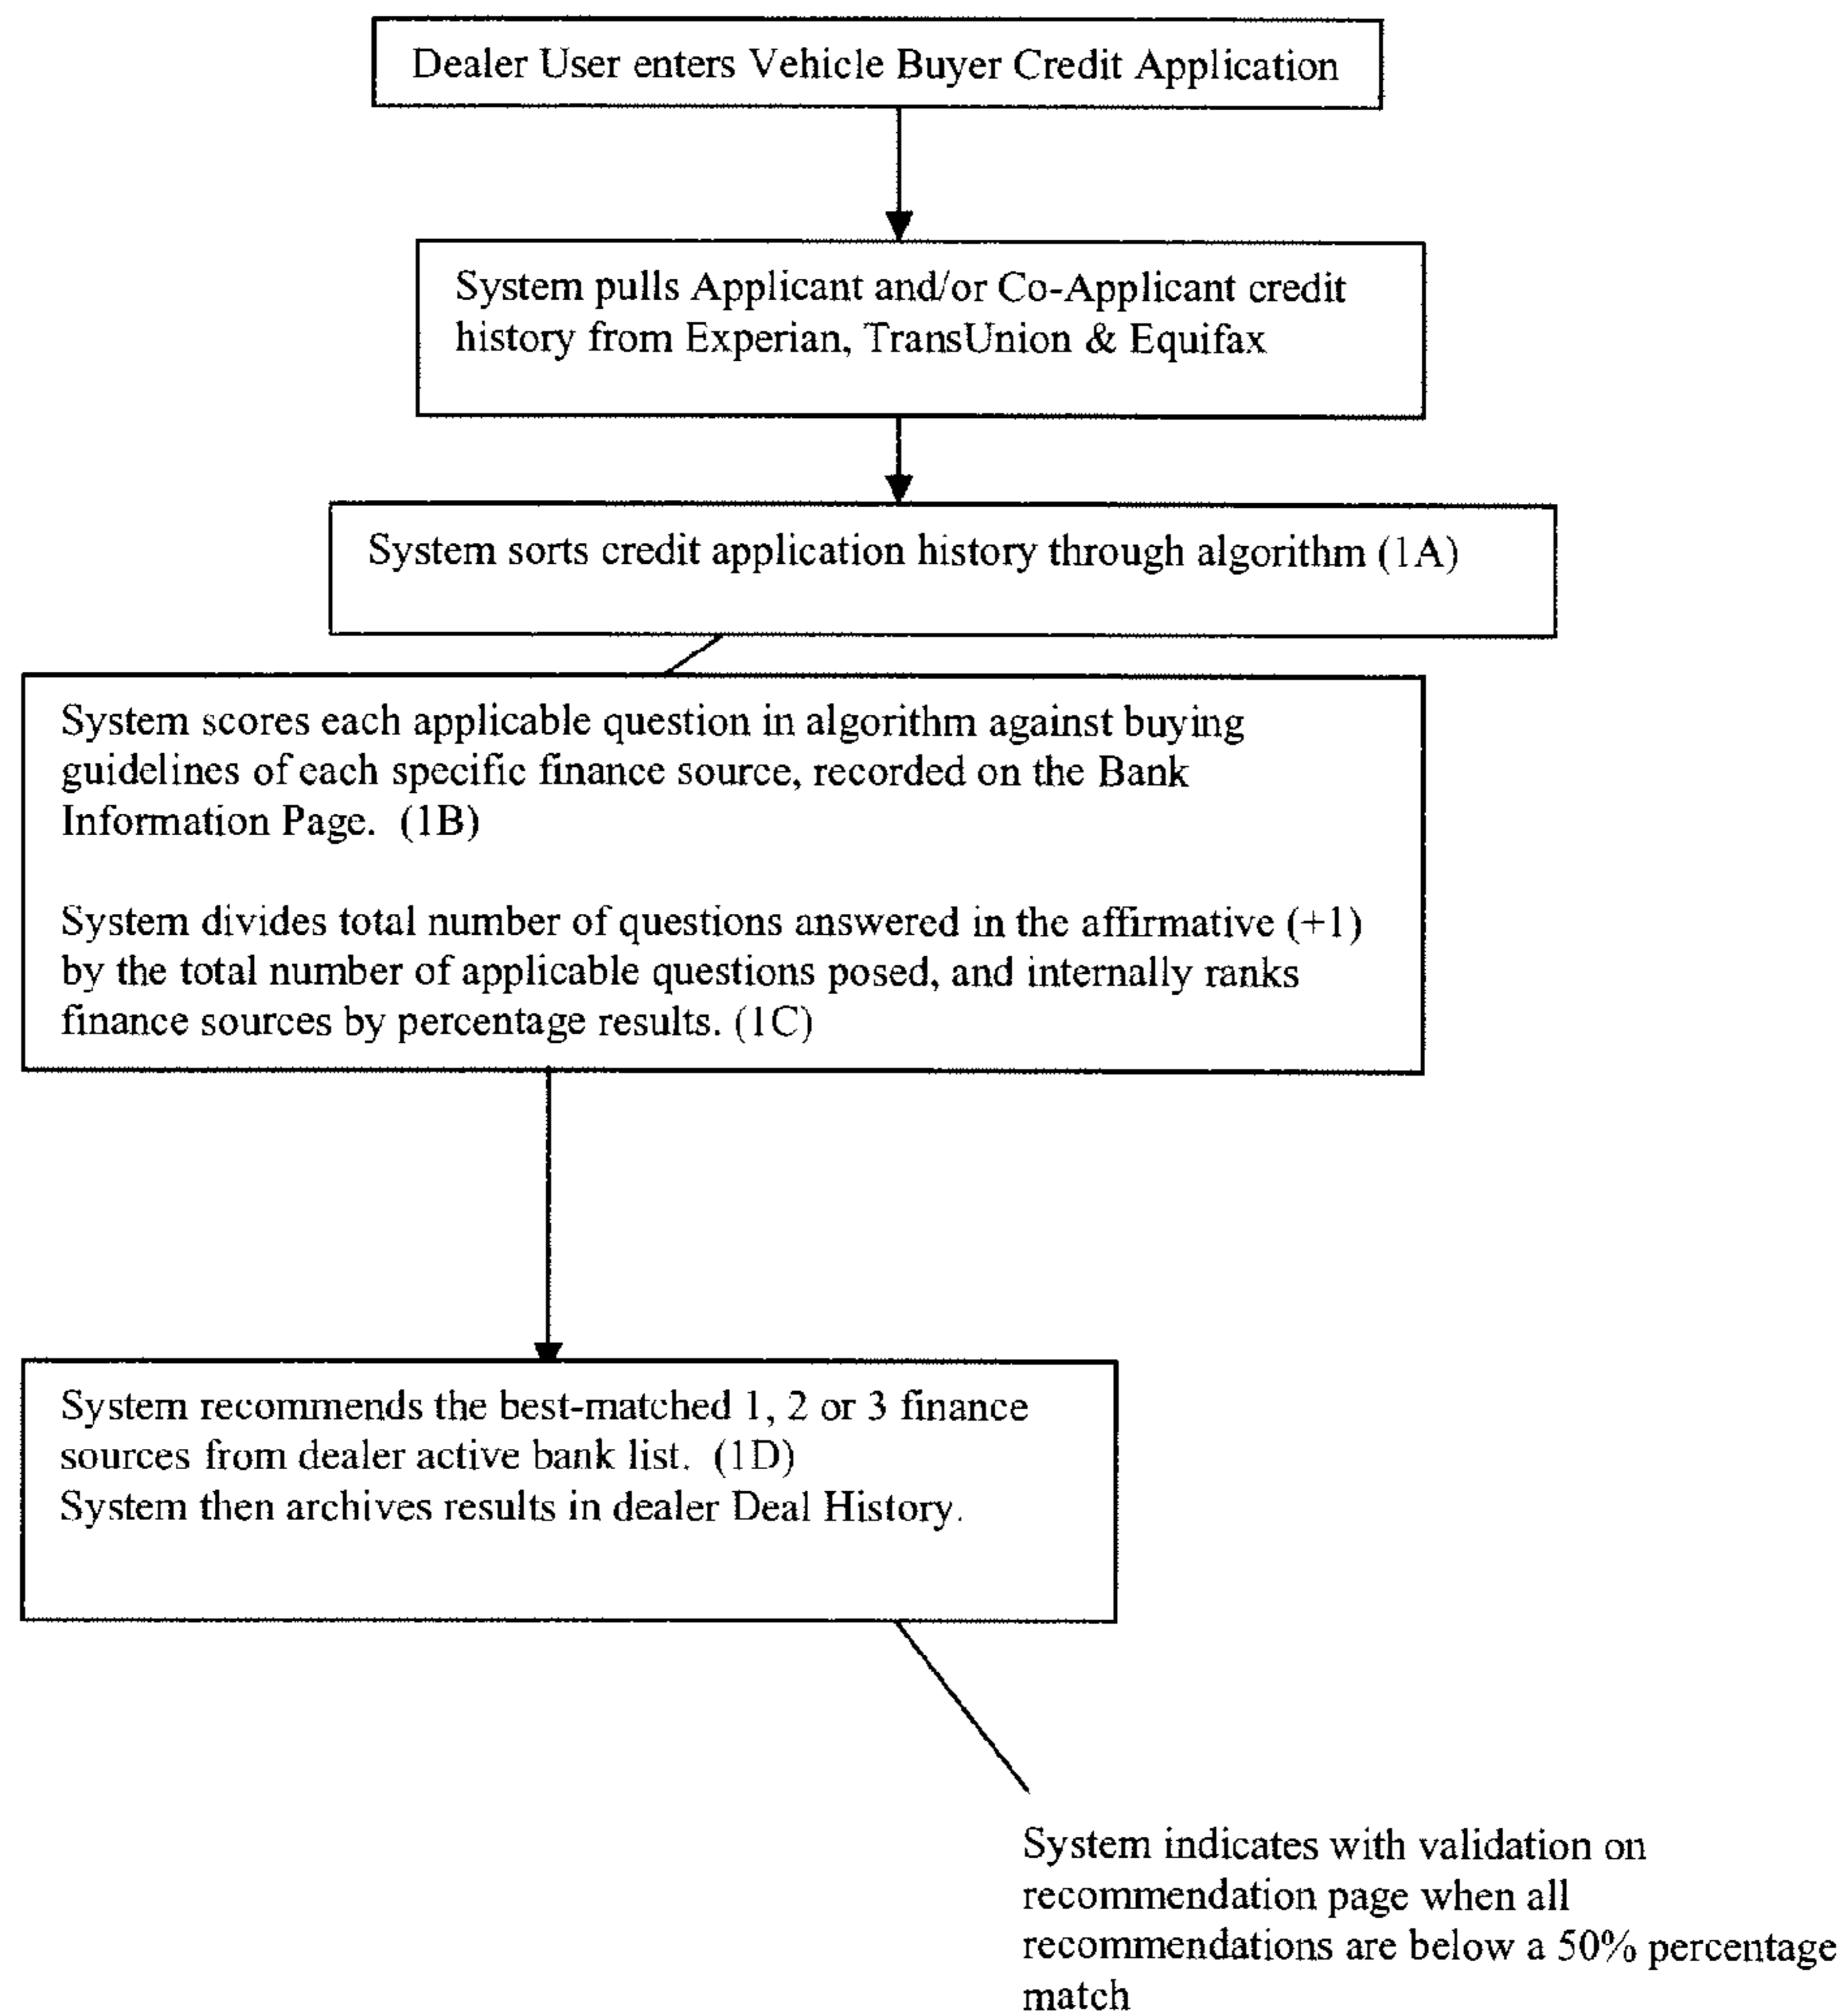 Dealer User enters Vehicle Buyer Credit Application
System pulls Applicant and/or Co-Applicant credit
history from Experian, TransUnion & Equifax
System sorts credit application history through algorithm (1A)
System scores each applicable question in algorithm against buying
guidelines of each specific finance source, recorded on the Bank
Information Page. (1B)
System divides total number of questions answered in the affirmative (+1)
by the total number of applicable questions posed, and internally ranks
finance sources by percentage results. (1C)
System recommends the best-matched 1, 2 or 3 finance
sources from dealer active bank list. (1D)
System then archives results in dealer Deal History.
System indicates with validation on
recommendation page when all
recommendations are below a 50% percentage
match